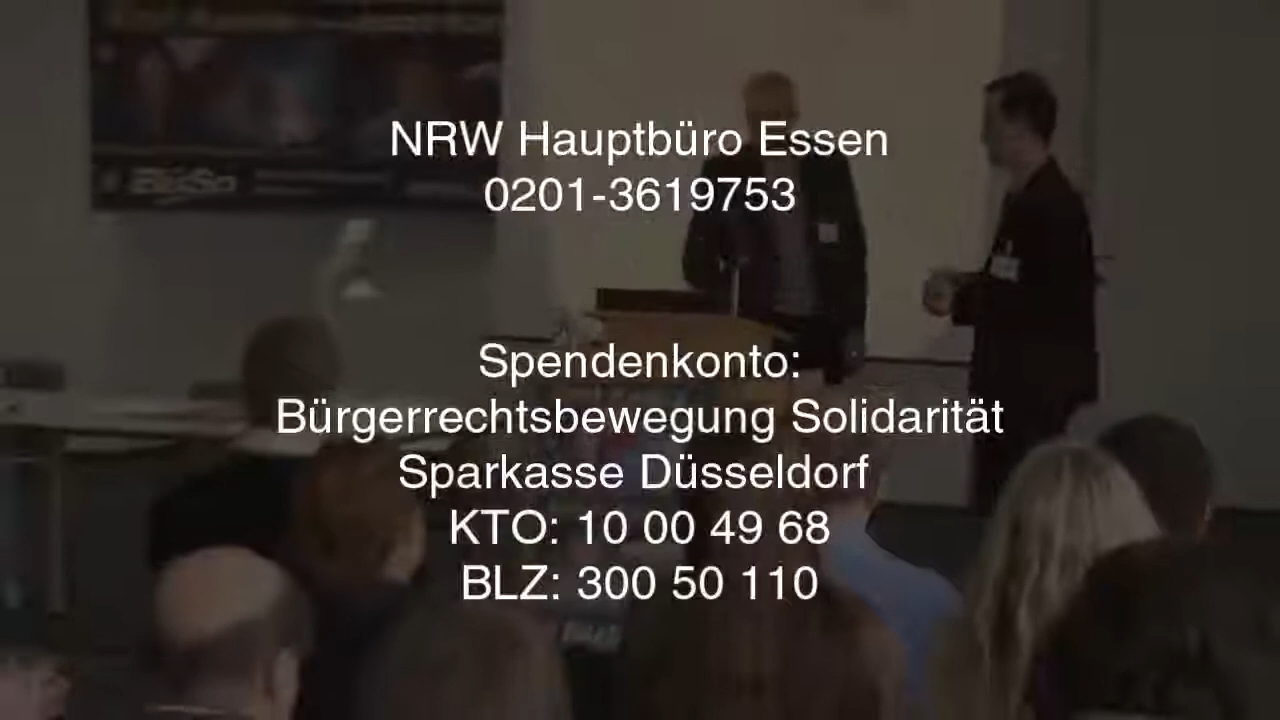 BüSo
NRW Hauptbüro Essen
0201-3619753
Spendenkonto:
Bürgerrechtsbewegung Solidarität
Sparkasse Düsseldorf
KTO: 10 00 49 68
BLZ: 300 50 110